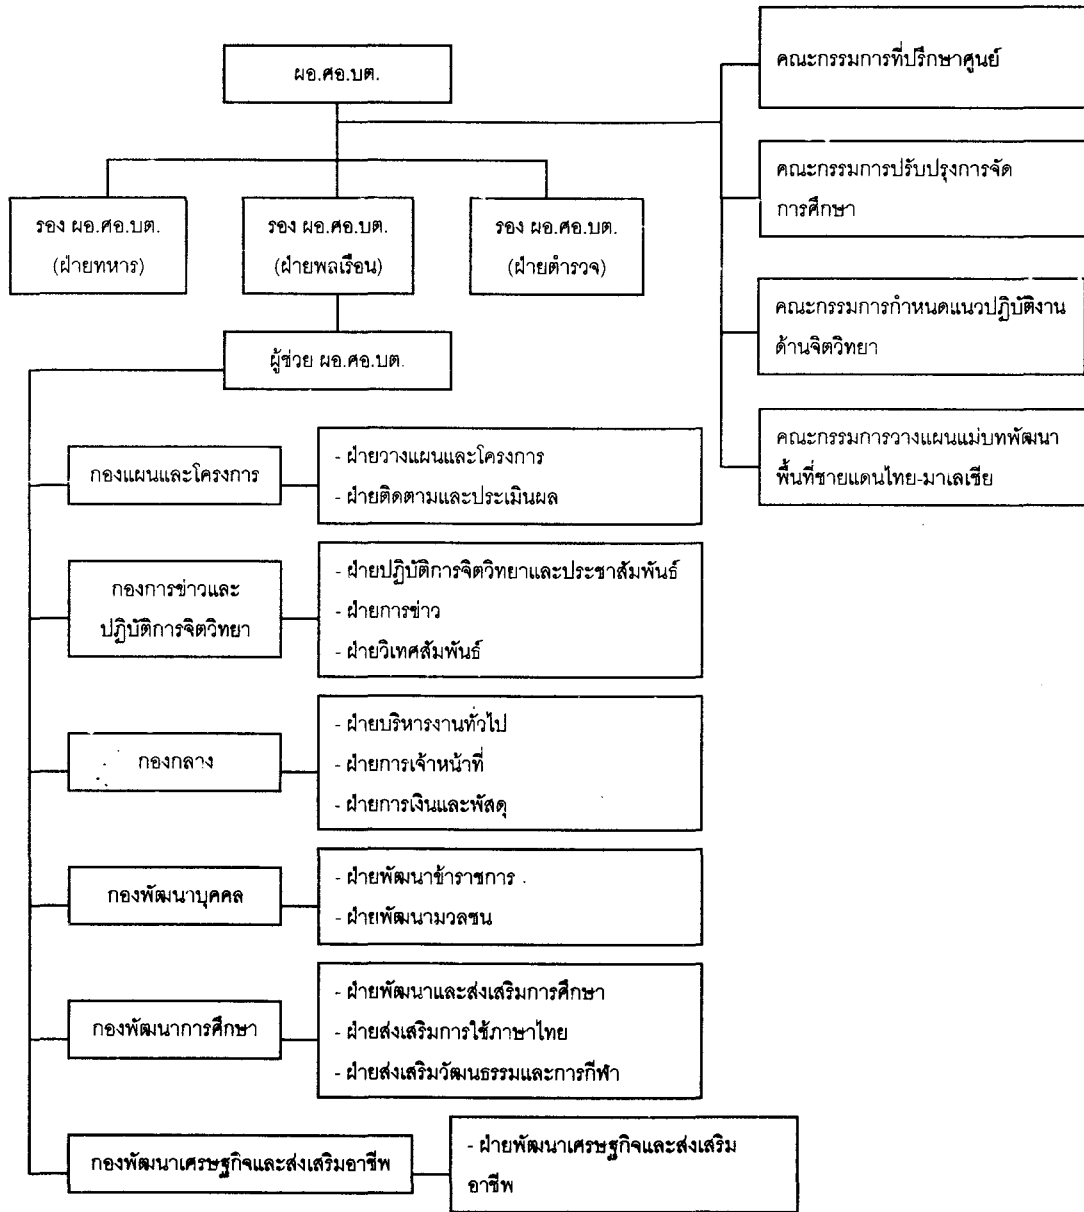 ผอ.ศอ.บต.
คณะกรรมการที่ปรึกษาศูนย์
คณะกรรมการปรับปรุงการจัด
การศึกษา
รอง ผอ.ศอ.บต.
(ฝ่ายทหาร)
รอง ผอ.ศอ.บต.
(ฝ่ายพลเรือน)
รอง ผอ.ศอ.บต.
(ฝ่ายตำรวจ)
คณะกรรมการกำหนดแนวปฏิบัติงาน
ด้านจิตวิทยา
ผู้ช่วย ผอ.ศอ.บต.
คณะกรรมการวางแผนแม่บทพัฒนา
พื้นที่ชายแดนไทย-มาเลเซีย
กองแผนและโครงการ
- ฝ่ายวางแผนและโครงการ
- ฝ่ายติดตามและประเมินผล
กองการข่าวและ
ปฏิบัติการจิตวิทยา
- ฝ่ายปฏิบัติการจิตวิทยาและประชาสัมพันธ์
- ฝ่ายการข่าว
- ฝ่ายวิเทศสัมพันธ์
กองกลาง
- ฝ่ายบริหารงานทั่วไป
- ฝ่ายการเจ้าหน้าที่
- ฝ่ายการเงินและพัสดุ
กองพัฒนาบุคคล
- ฝ่ายพัฒนาข้าราชการ
- ฝ่ายพัฒนามวลชน
กองพัฒนาการศึกษา
- ฝ่ายพัฒนาและส่งเสริมการศึกษา
- ฝ่ายส่งเสริมการใช้ภาษาไทย
- ฝ่ายส่งเสริมวัฒนธรรมและการกีฬา
กองพัฒนาเศรษฐกิจและส่งเสริมอาชีพ
- ฝ่ายพัฒนาเศรษฐกิจและส่งเสริม
อาชีพ